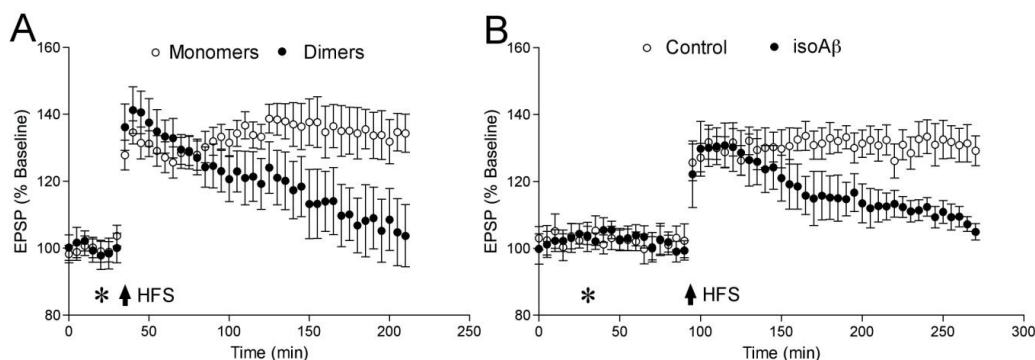 A
B
Monomers Dimers
Control isoAβ
160
140
120
100
80
EPSP (% Baseline)
* HFS
0 50 100 150 200 250
Time (min)
160
140
120
100
80
EPSP (% Baseline)
* HFS
0 50 100 150 200 250 300
Time (min)